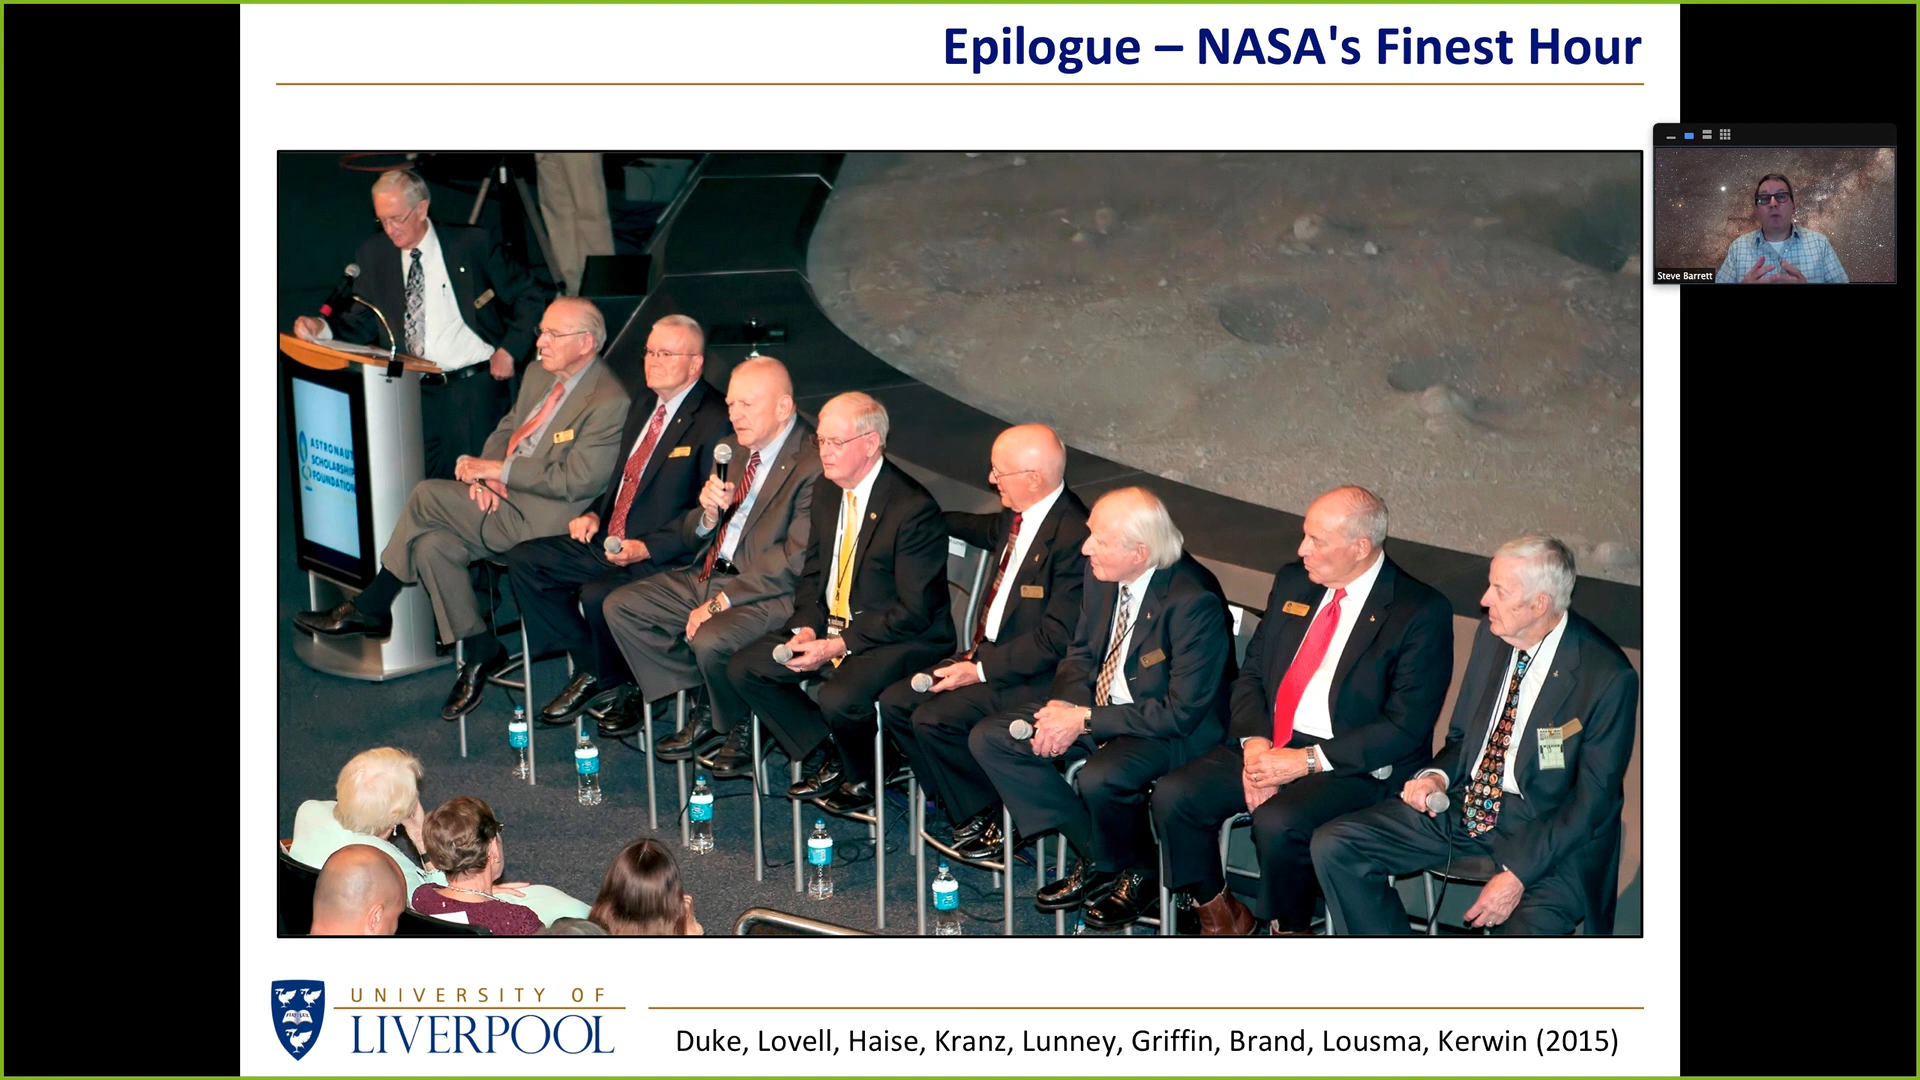 Epilogue – NASA's Finest Hour
Steve Barrett
ASTRONAUT
SCHOLARSHIP
FOUNDATION
UNIVERSITY OF
LIVERPOOL
Duke, Lovell, Haise, Kranz, Lunney, Griffin, Brand, Lousma, Kerwin (2015)